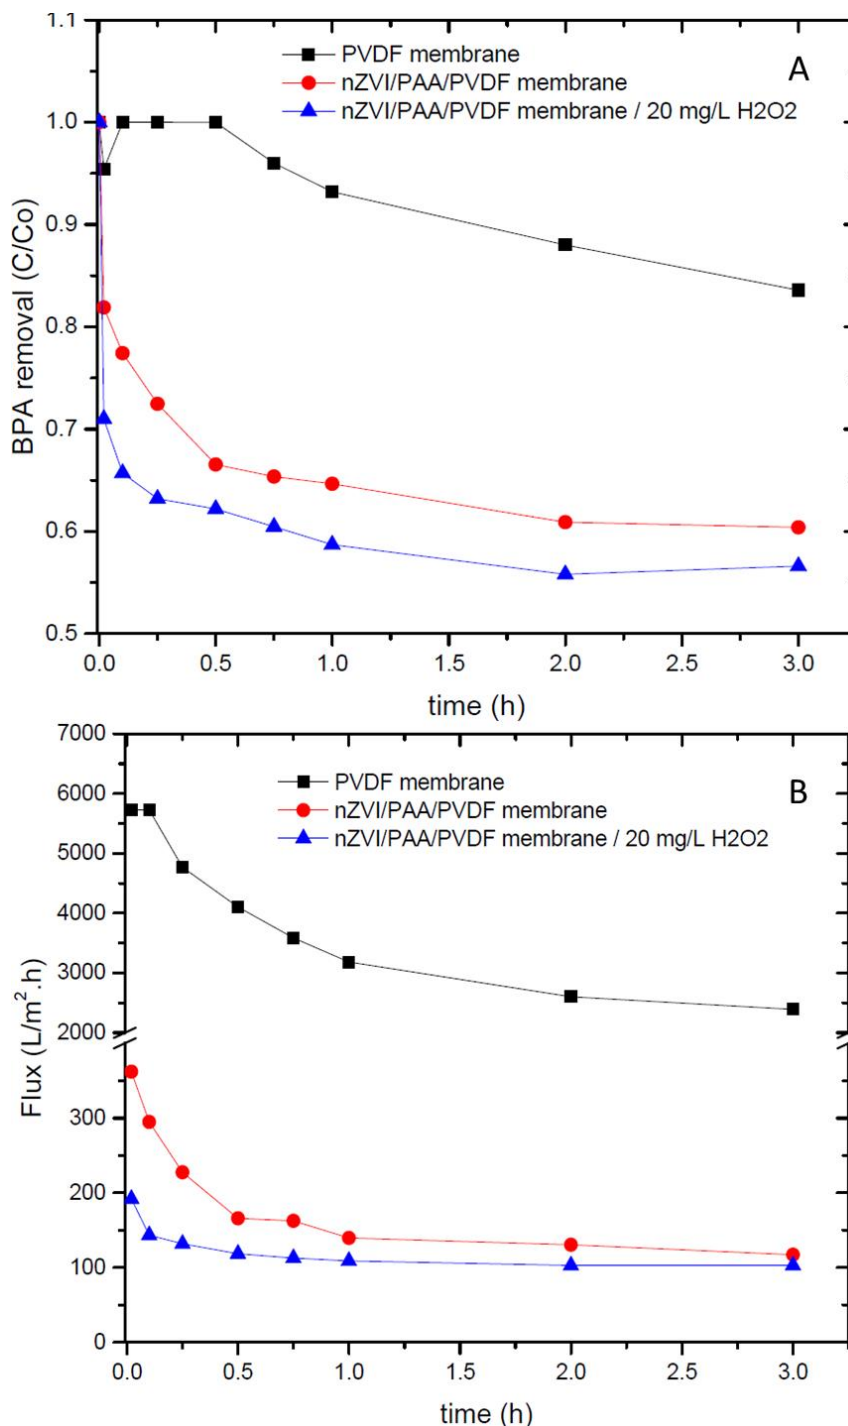 1.1
PVDF membrane
A
nZVI/PAA/PVDF membrane
nZVI/PAA/PVDF membrane / 20 mg/L H2O2
1.0
0.9
0.8
0.7
0.6
0.5
BPA removal (C/Co)
0.0 0.5 1.0 1.5 2.0 2.5 3.0
time (h)
7000
PVDF membrane
B
nZVI/PAA/PVDF membrane
nZVI/PAA/PVDF membrane / 20 mg/L H2O2
6000
5000
4000
3000
2000
300
200
100
0
Flux (L/m².h)
0.0 0.5 1.0 1.5 2.0 2.5 3.0
time (h)